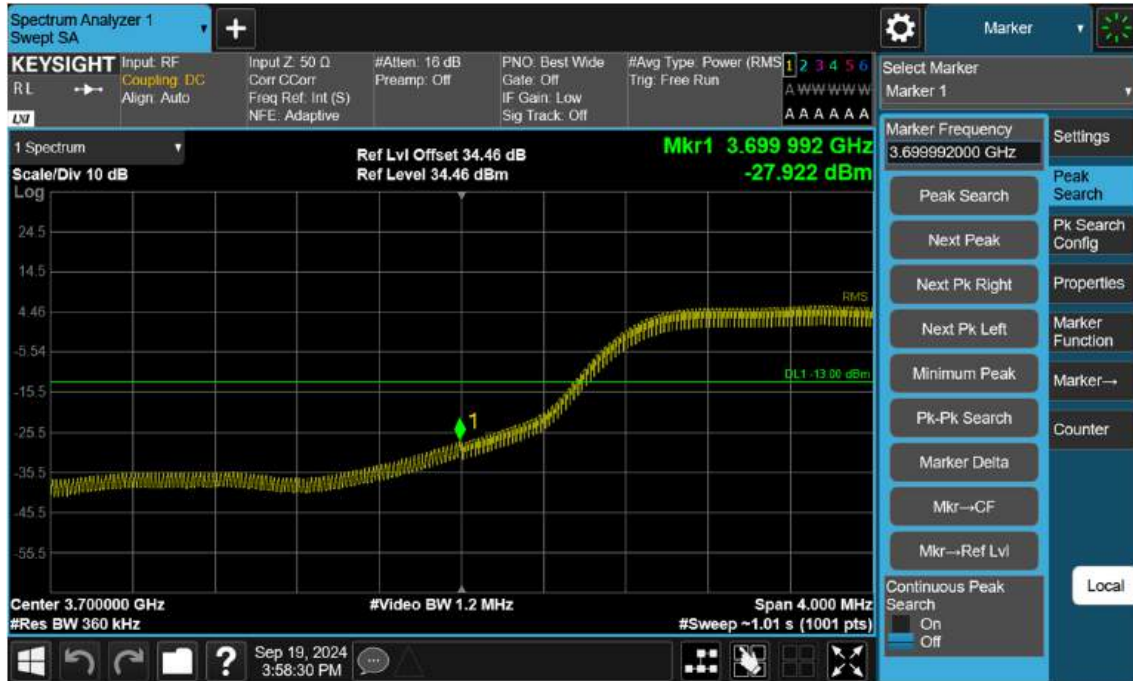 Spectrum Analyzer 1
Swept SA
Marker
KEYSIGHT
RL
LXI
Input: RF
Coupling: DC
Align: Auto
Input Z: 50 Ω
Corr CCorr
Freq Ref: Int (S)
NFE: Adaptive
#Atten: 16 dB
Preamp: Off
PNO: Best Wide
Gate: Off
IF Gain: Low
Sig Track: Off
#Avg Type: Power (RMS
Trig: Free Run
1 2 3 4 5 6
A W W W W W
A A A A A A
Select Marker
Marker 1
1 Spectrum
Scale/Div 10 dB
Log
Ref Lvl Offset 34.46 dB
Ref Level 34.46 dBm
Mkr1 3.699 992 GHz
-27.922 dBm
24.5
14.5
4.46
-5.54
-15.5
-25.5
-35.5
-45.5
-55.5
RMS
DL1 -13.00 dBm
1
Center 3.700000 GHz
#Res BW 360 kHz
#Video BW 1.2 MHz
Span 4.000 MHz
#Sweep ~1.01 s (1001 pts)
Marker Frequency
3.699992000 GHz
Peak Search
Next Peak
Next Pk Right
Next Pk Left
Minimum Peak
Pk-Pk Search
Marker Delta
Mkr→CF
Mkr→Ref Lvl
Continuous Peak
Search
On
Off
Settings
Peak
Search
Pk Search
Config
Properties
Marker
Function
Marker→
Counter
Local
?
Sep 19, 2024
3:58:30 PM